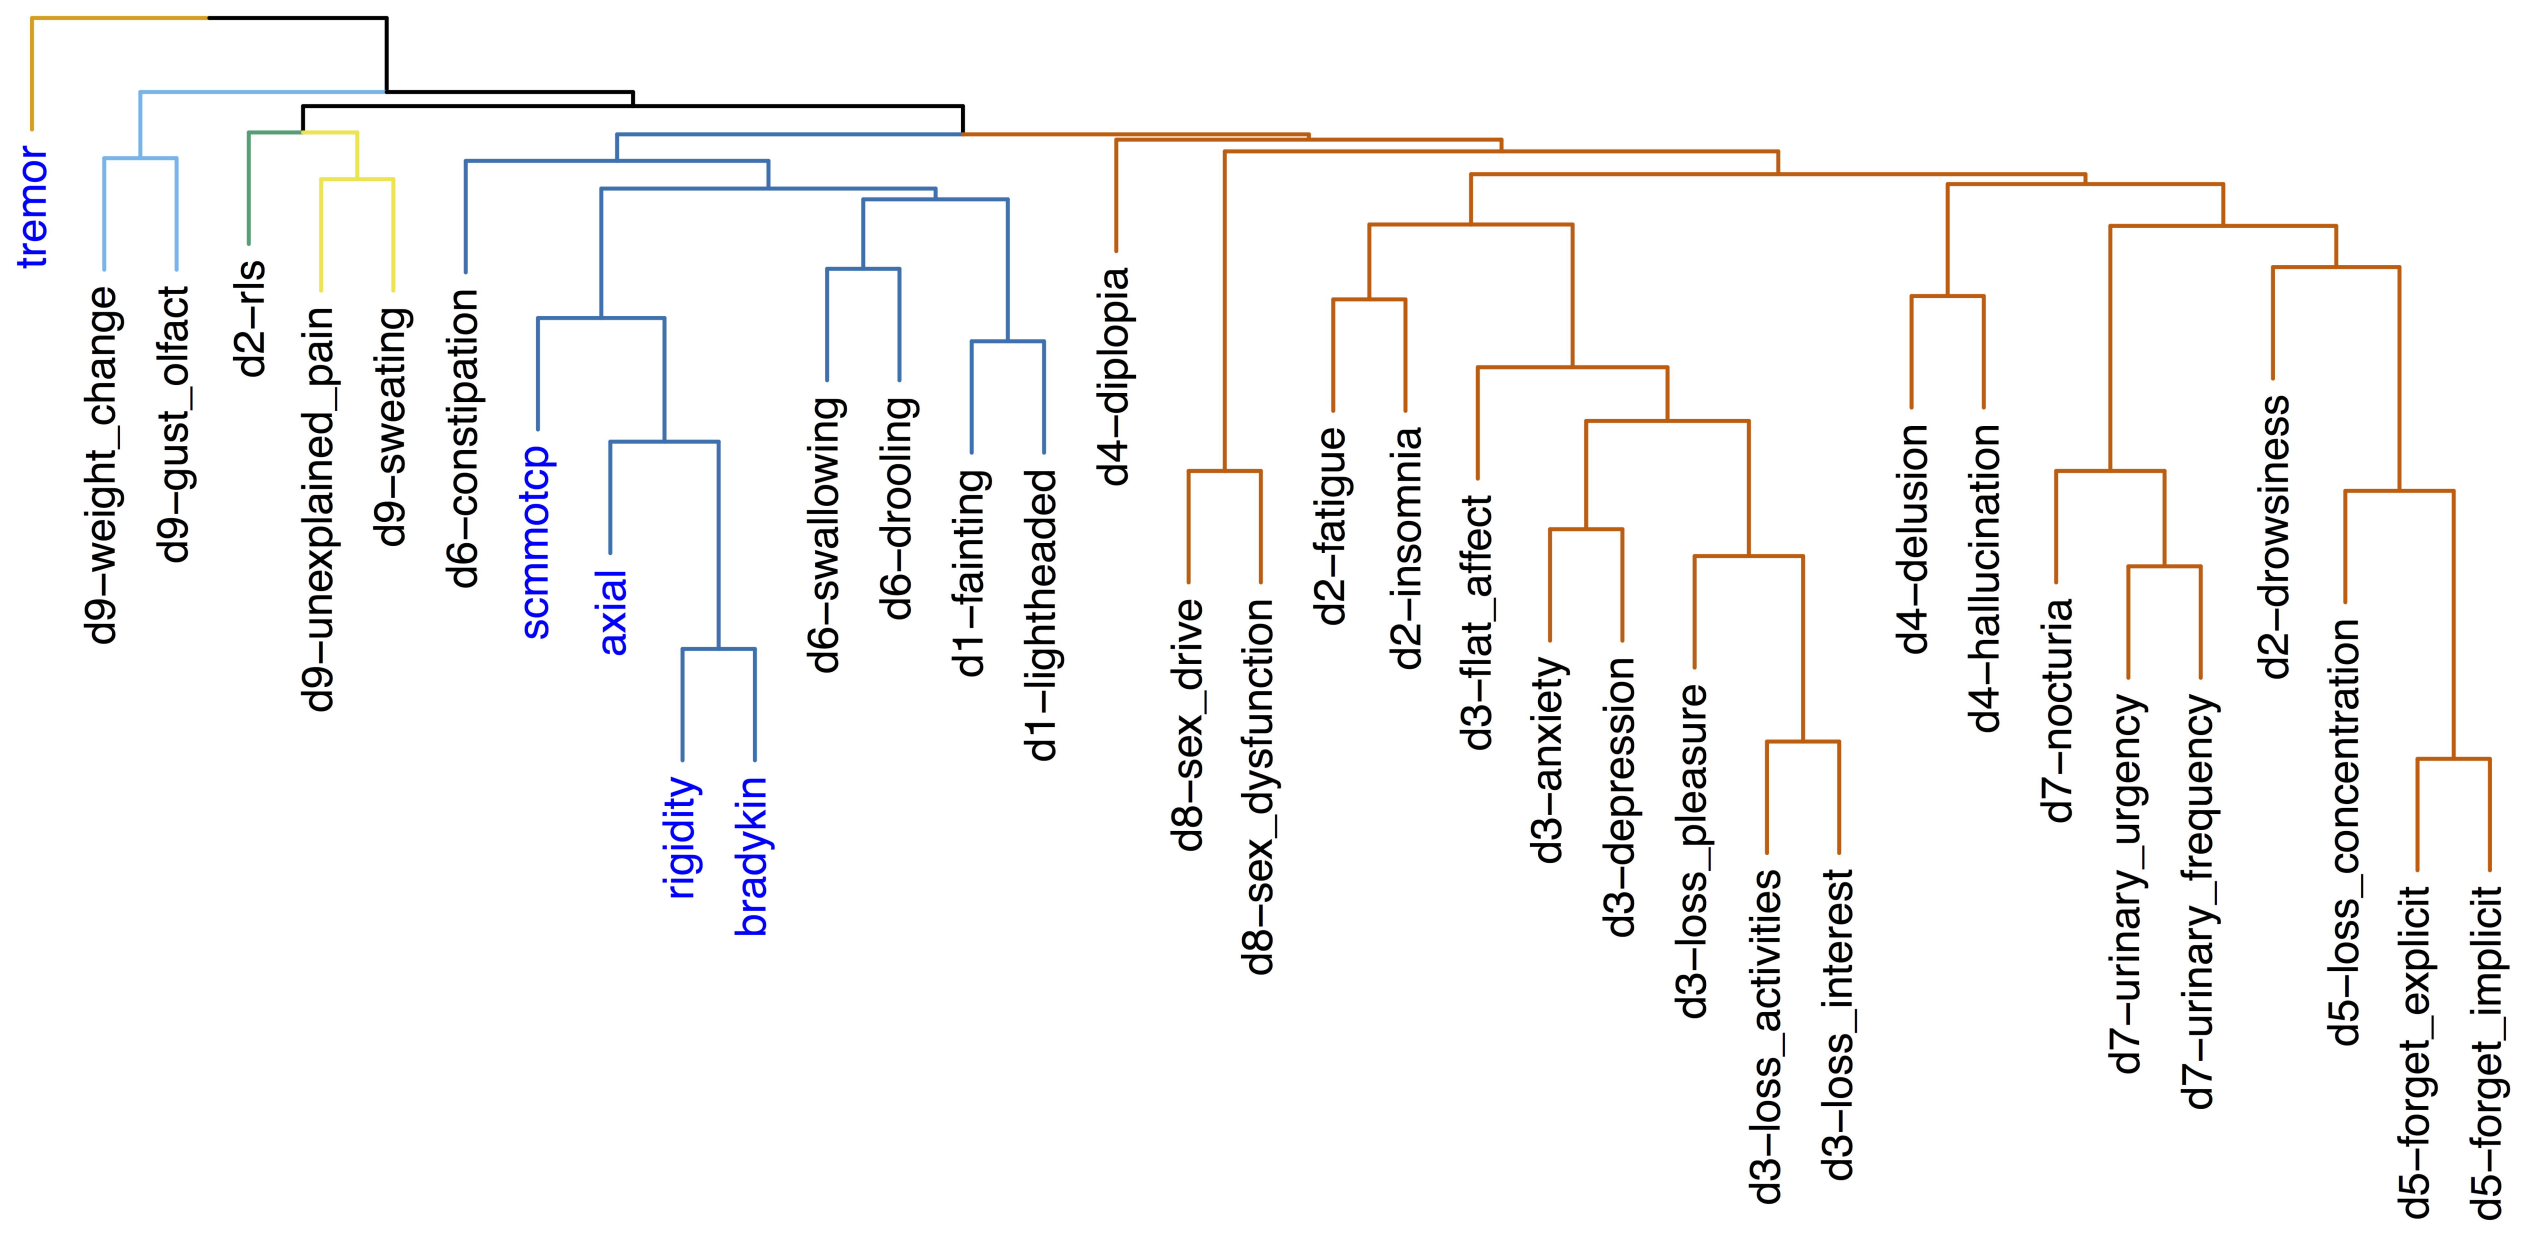 tremor
d9−weight_change
d9−gust_olfact
d2−rls
d9−unexplained_pain
d9−sweating
d6−constipation
scmmotcp
axial
rigidity
bradykin
d6−swallowing
d6−drooling
d1−fainting
d1−lightheaded
d4−diplopia
d8−sex_drive
d8−sex_dysfunction
d2−fatigue
d2−insomnia
d3−flat_affect
d3−anxiety
d3−depression
d3−loss_pleasure
d3−loss_activities
d3−loss_interest
d4−delusion
d4−hallucination
d7−nocturia
d7−urinary_urgency
d7−urinary_frequency
d2−drowsiness
d5−loss_concentration
d5−forget_explicit
d5−forget_implicit